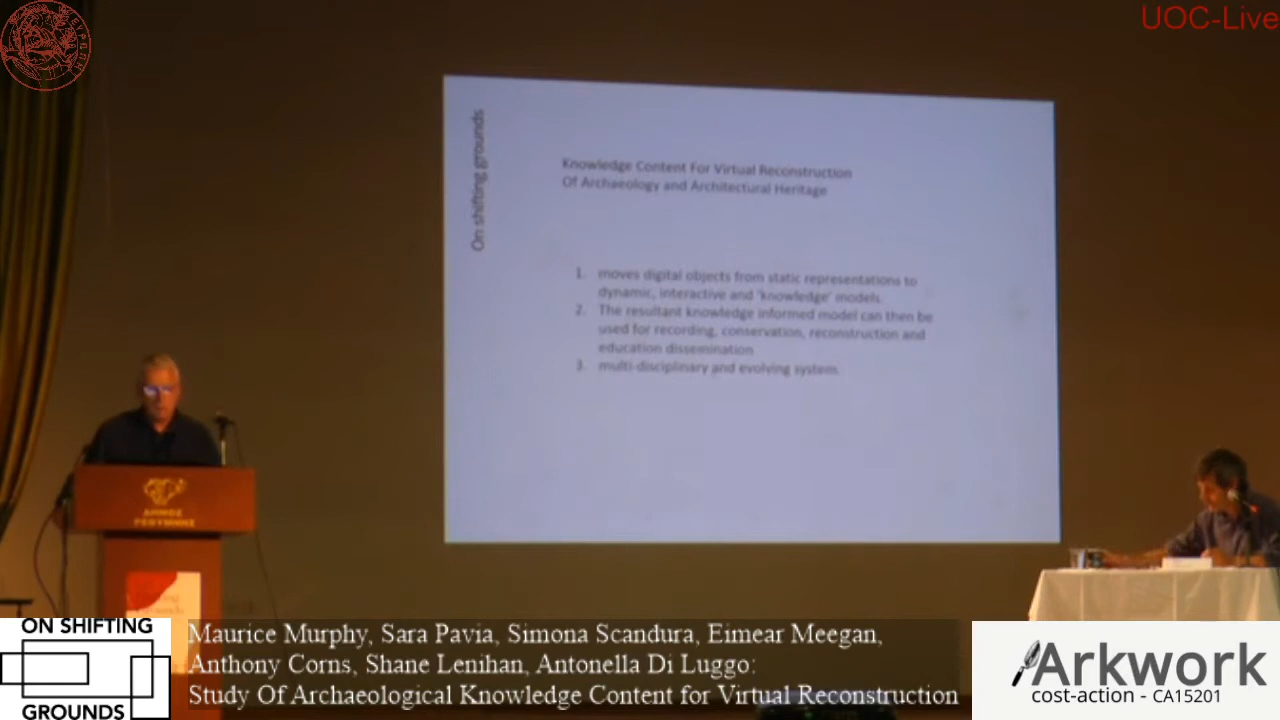 UOC-Live
On shifting grounds
Knowledge Content For Virtual Reconstruction
Of Archaeology and Architectural Heritage
1. moves digital objects from static representations to
dynamic, interactive and 'knowledge' models.
2. The resultant knowledge informed model can then be
used for recording, conservation, reconstruction and
education dissemination
3. multi-disciplinary and evolving system.
ΔΗΜΟΣ
ΡΕΘΥΜΝΗΣ
ON SHIFTING
GROUNDS
Maurice Murphy, Sara Pavia, Simona Scandura, Eimear Meegan,
Anthony Corns, Shane Lenihan, Antonella Di Luggo:
Study Of Archaeological Knowledge Content for Virtual Reconstruction
Arkwork
cost-action - CA15201